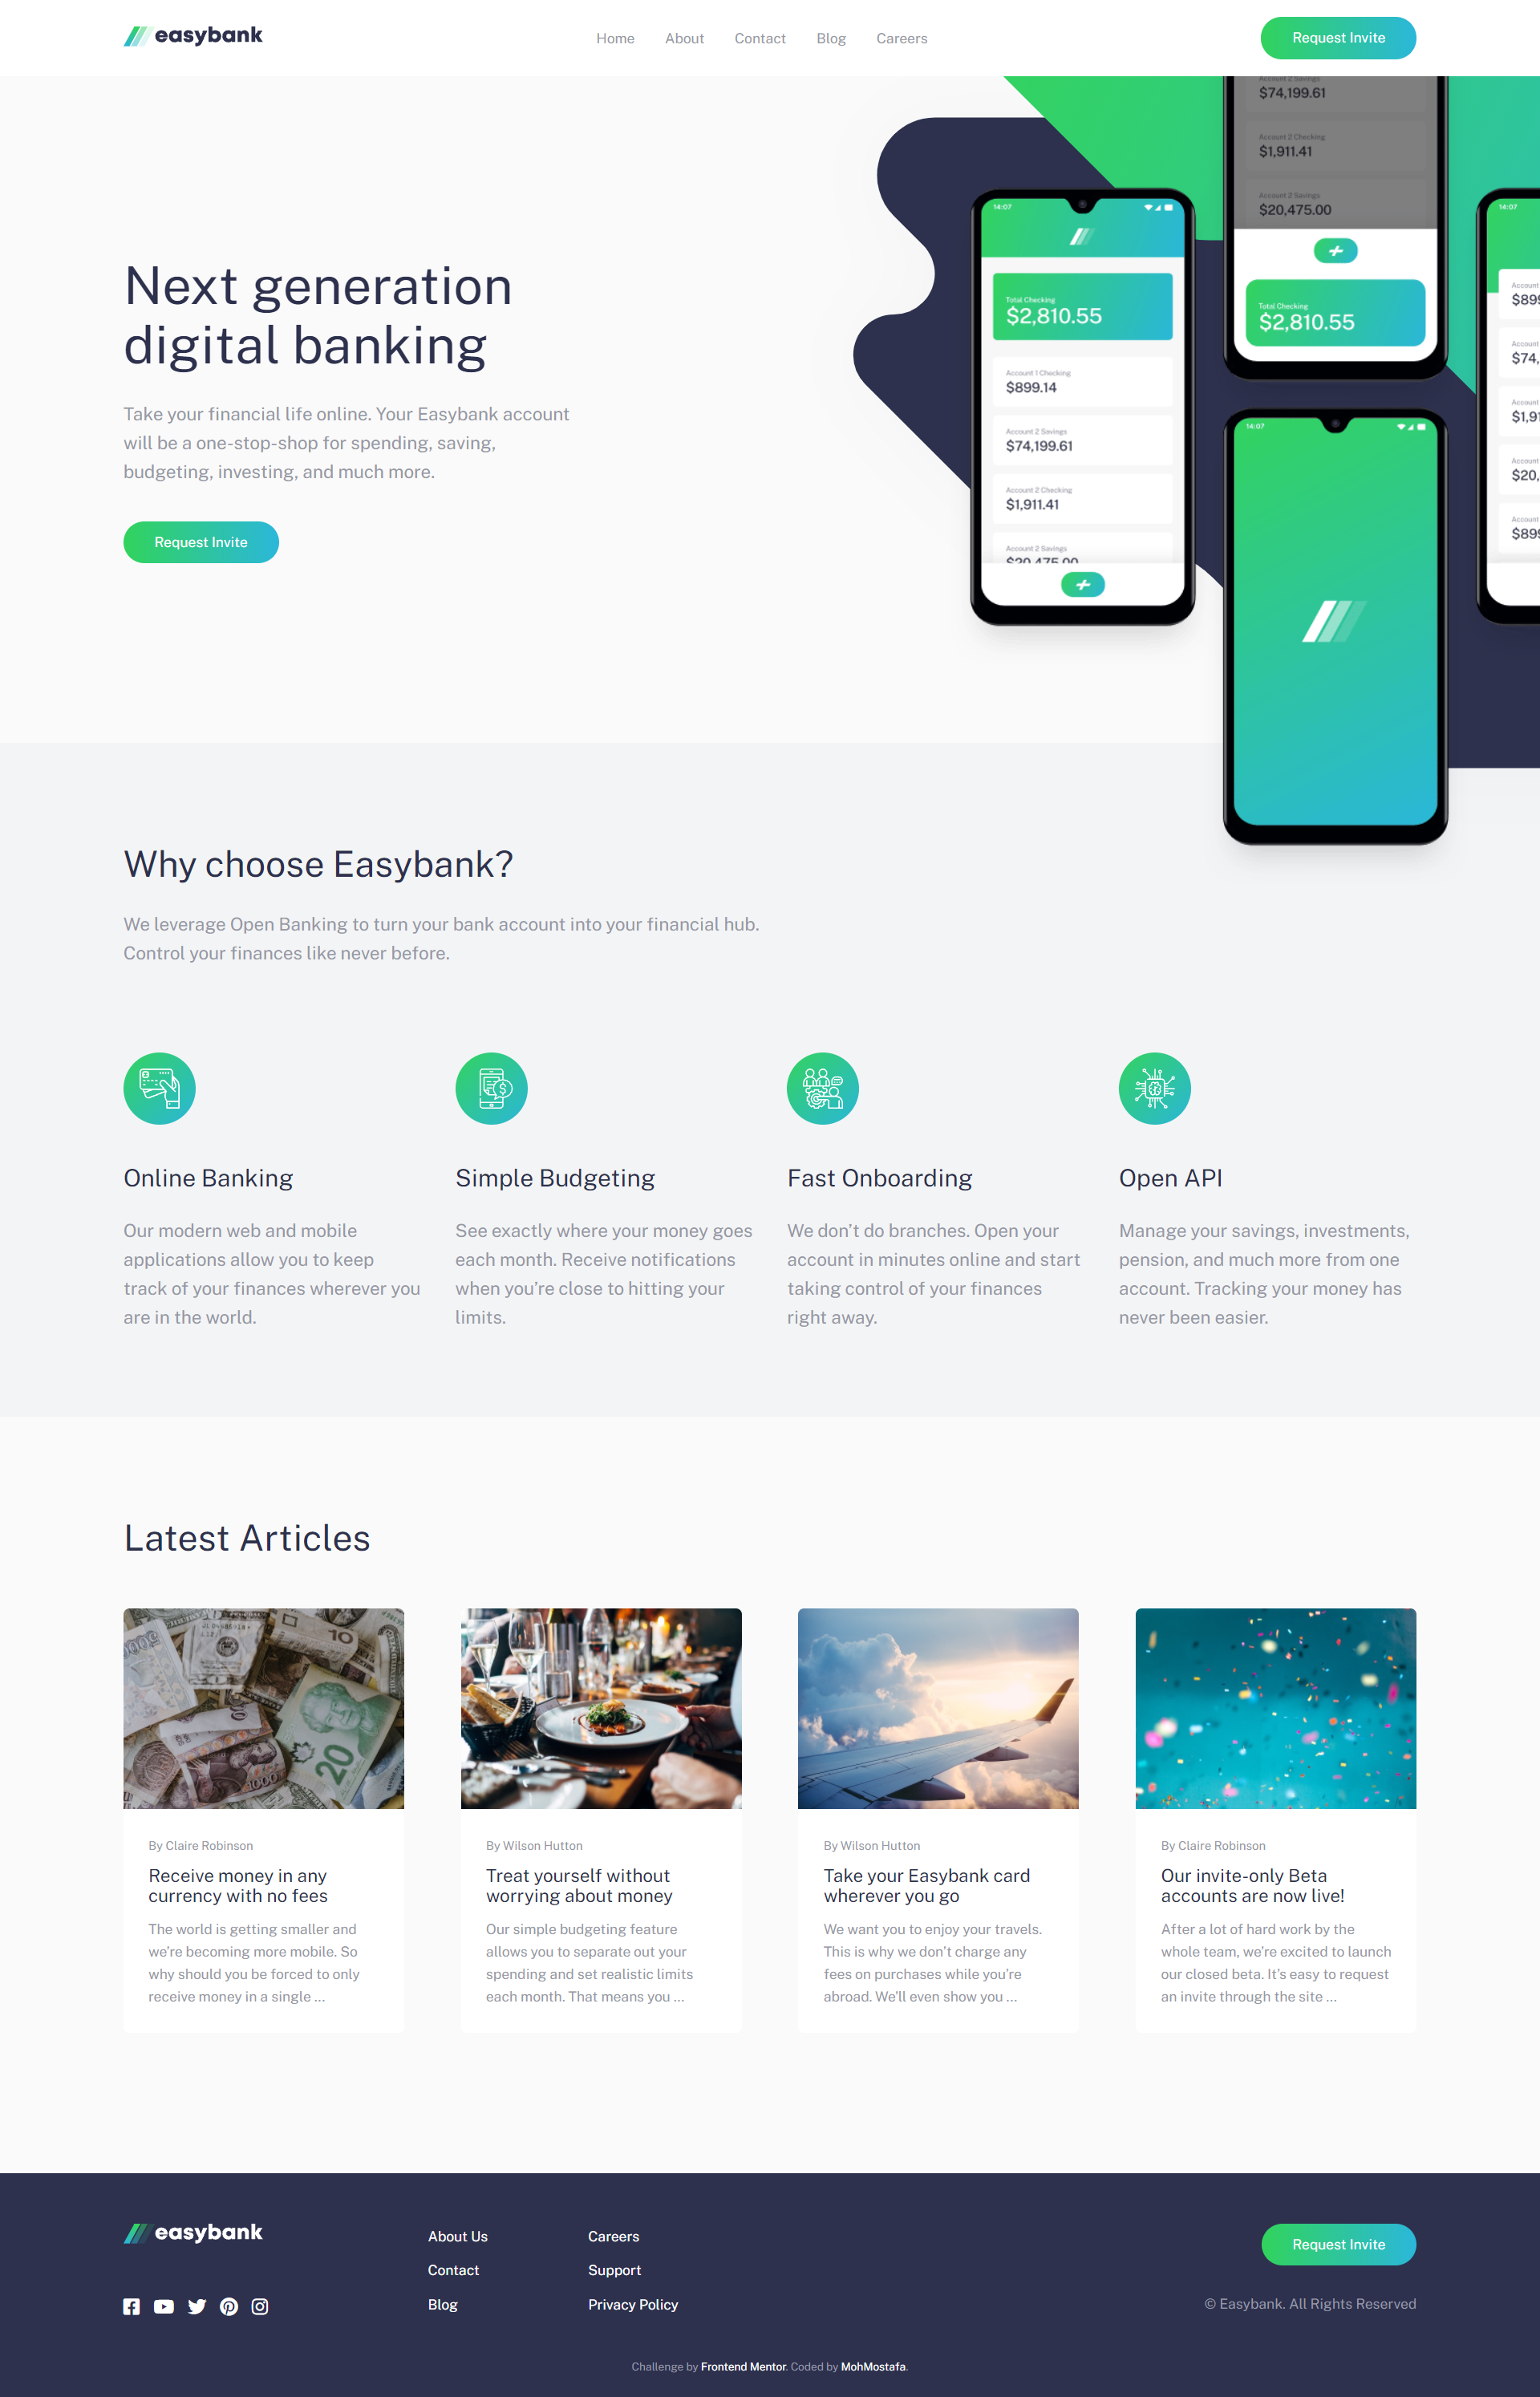 easybank
Home About Contact Blog Careers
Request Invite
Next generation
digital banking
Take your financial life online. Your Easybank account
will be a one-stop-shop for spending, saving,
budgeting, investing, and much more.
Request Invite
Account 2 Savings
$74,199.61
Account 2 Checking
$1,911.41
Account 2 Savings
$20,475.00
Total Checking
$2,810.55
14:07
Total Checking
$2,810.55
Account 1 Checking
$899.14
Account 2 Savings
$74,199.61
Account 2 Checking
$1,911.41
Account 2 Savings
$20,475.00
14:07
14:07
Account
$899
Account
$74,
Account
$1,91
Account
$20,
Account
$899
Why choose Easybank?
We leverage Open Banking to turn your bank account into your financial hub.
Control your finances like never before.
Online Banking
Our modern web and mobile
applications allow you to keep
track of your finances wherever you
are in the world.
Simple Budgeting
See exactly where your money goes
each month. Receive notifications
when you’re close to hitting your
limits.
Fast Onboarding
We don’t do branches. Open your
account in minutes online and start
taking control of your finances
right away.
Open API
Manage your savings, investments,
pension, and much more from one
account. Tracking your money has
never been easier.
Latest Articles
10
20
1000
By Claire Robinson
Receive money in any
currency with no fees
The world is getting smaller and
we’re becoming more mobile. So
why should you be forced to only
receive money in a single …
By Wilson Hutton
Treat yourself without
worrying about money
Our simple budgeting feature
allows you to separate out your
spending and set realistic limits
each month. That means you …
By Wilson Hutton
Take your Easybank card
wherever you go
We want you to enjoy your travels.
This is why we don’t charge any
fees on purchases while you’re
abroad. We’ll even show you …
By Claire Robinson
Our invite-only Beta
accounts are now live!
After a lot of hard work by the
whole team, we’re excited to launch
our closed beta. It’s easy to request
an invite through the site …
easybank
About Us
Contact
Blog
Careers
Support
Privacy Policy
Request Invite
© Easybank. All Rights Reserved
Challenge by Frontend Mentor. Coded by MohMostafa.